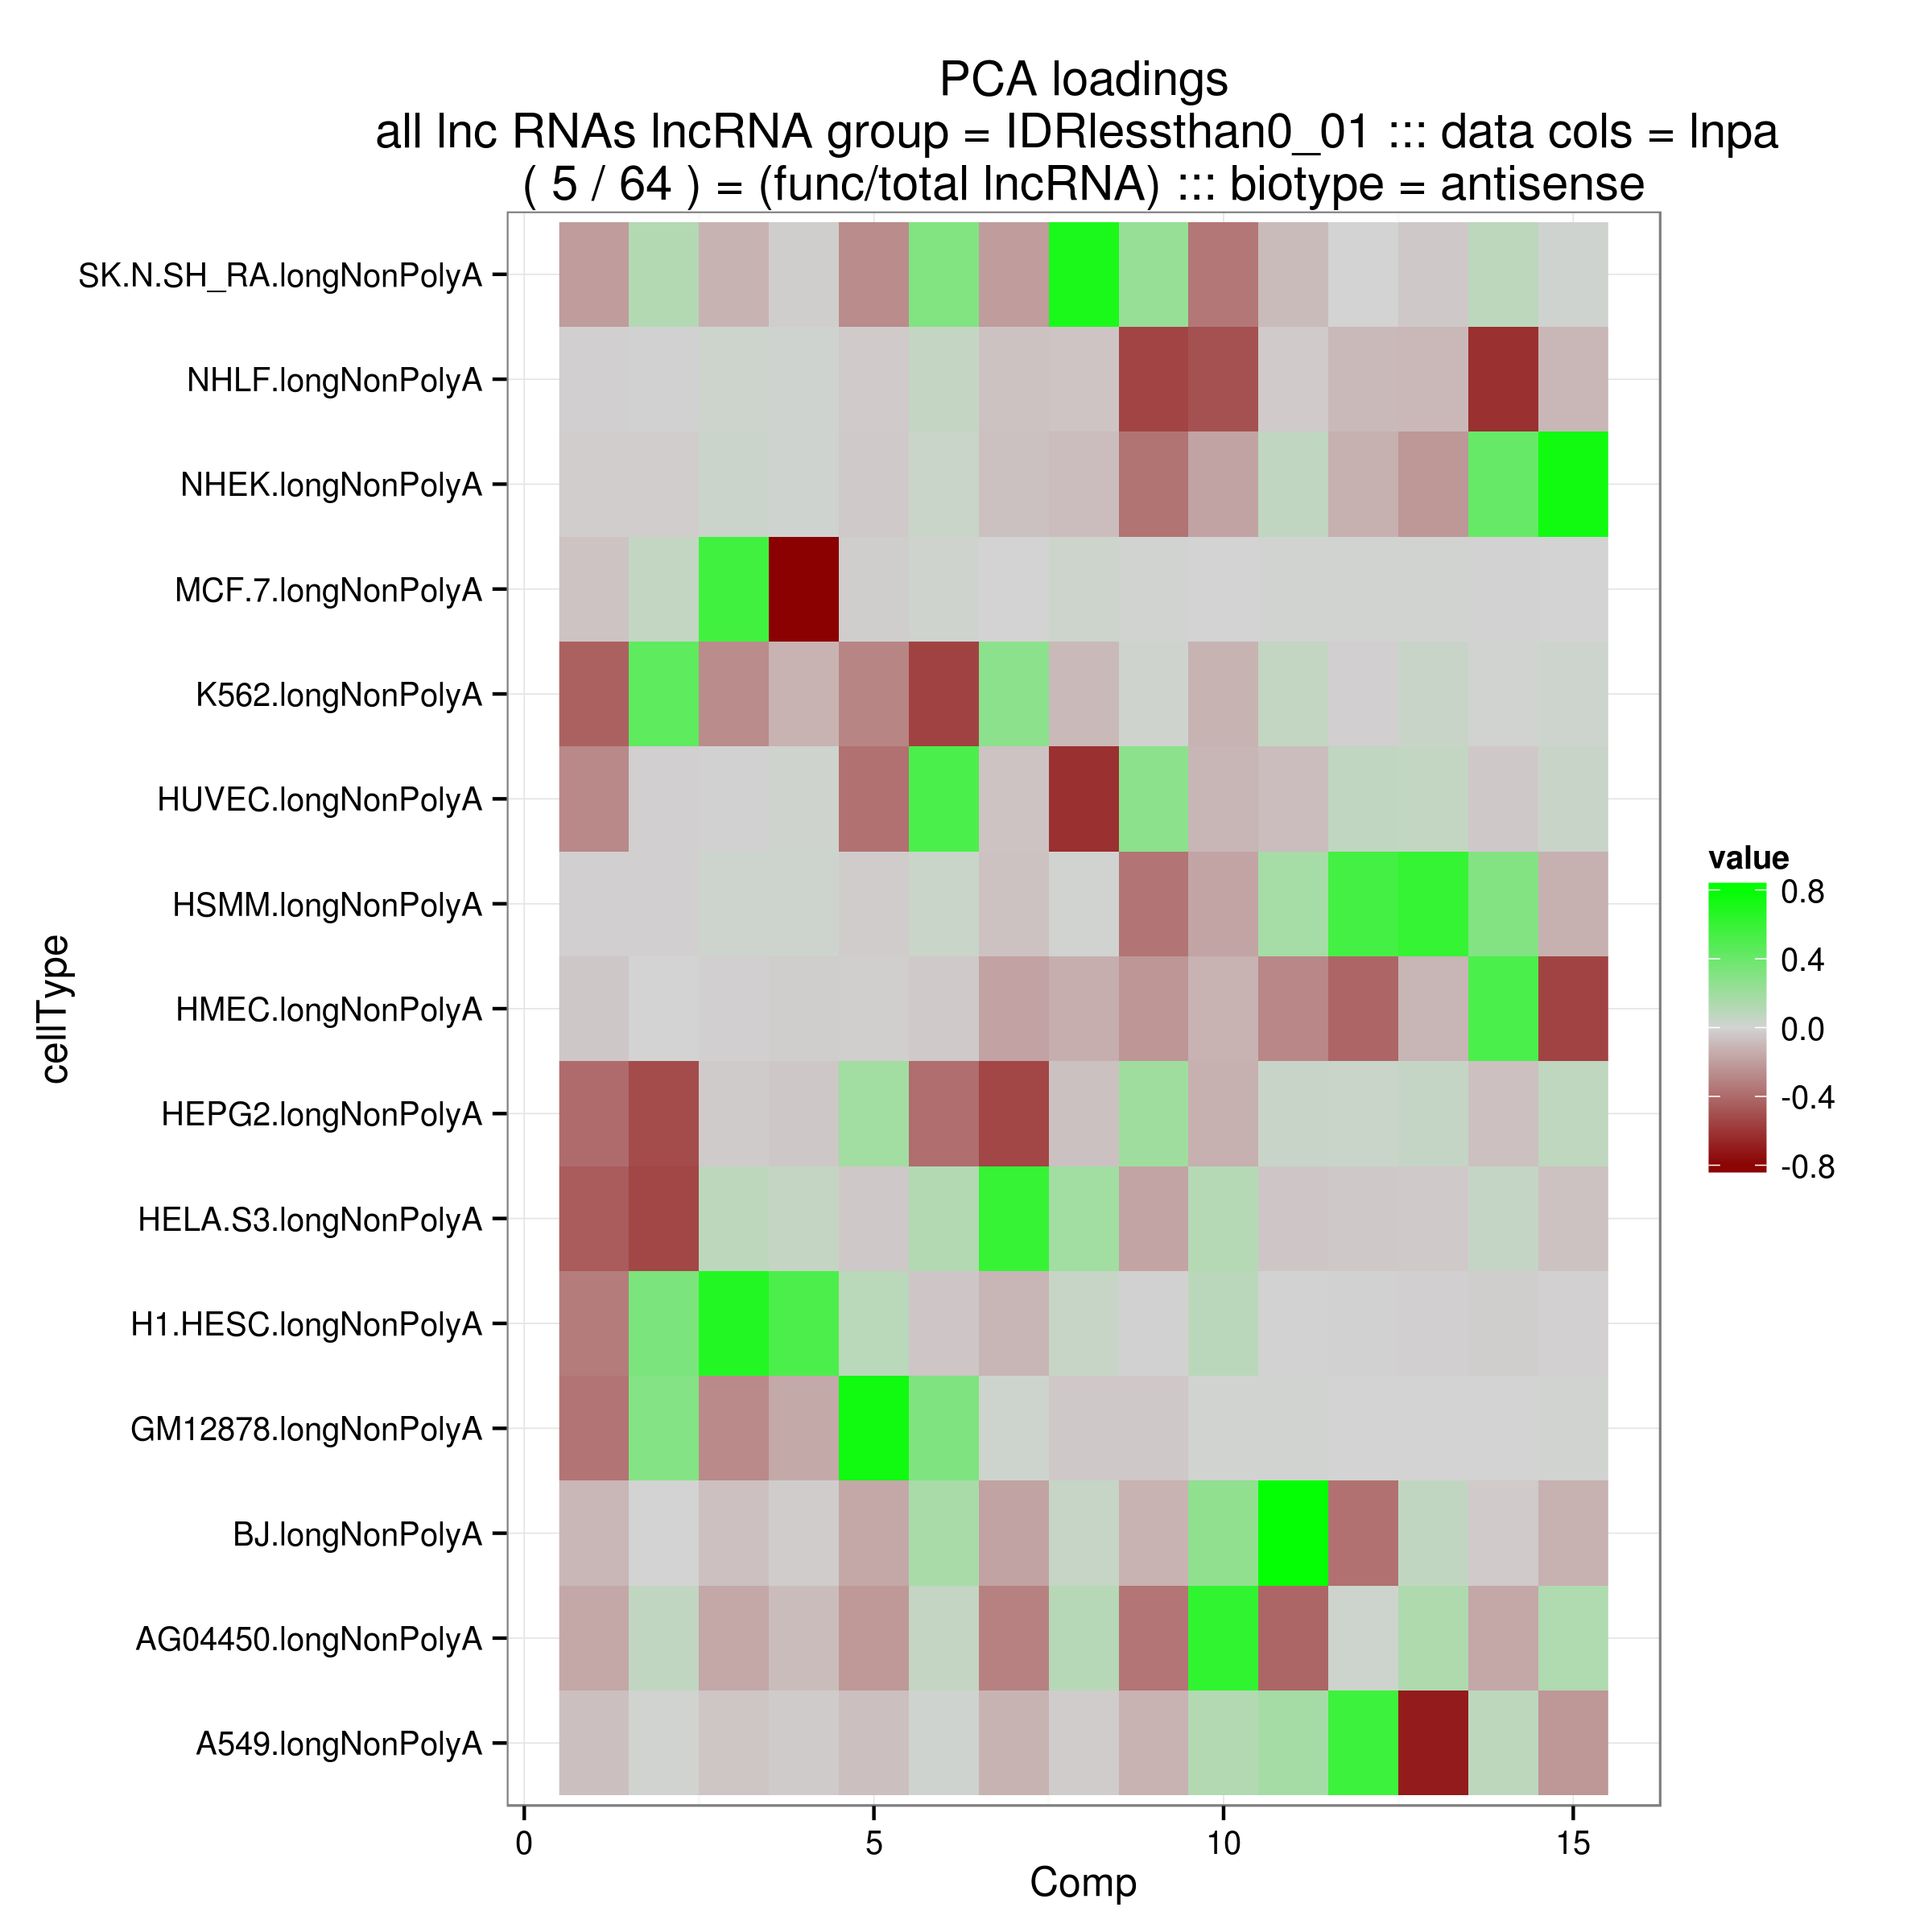 PCA loadings
all lnc RNAs lncRNA group = IDRlessthan0_01 ::: data cols = lnpa
( 5 / 64 ) = (func/total lncRNA) ::: biotype = antisense
SK.N.SH_RA.longNonPolyA
NHLF.longNonPolyA
NHEK.longNonPolyA
MCF.7.longNonPolyA
K562.longNonPolyA
HUVEC.longNonPolyA
HSMM.longNonPolyA
HMEC.longNonPolyA
HEPG2.longNonPolyA
HELA.S3.longNonPolyA
H1.HESC.longNonPolyA
GM12878.longNonPolyA
BJ.longNonPolyA
AG04450.longNonPolyA
A549.longNonPolyA
cellType
0 5 10 15
Comp
value
0.8
0.4
0.0
-0.4
-0.8